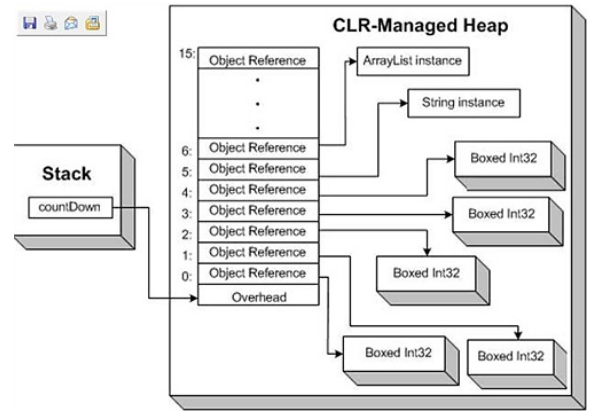 CLR-Managed Heap
15: Object Reference
ArrayList instance
String instance
6: Object Reference
5: Object Reference
Boxed Int32
4: Object Reference
Stack
countDown
3: Object Reference
Boxed Int32
2: Object Reference
1: Object Reference
0: Object Reference
Boxed Int32
Overhead
Boxed Int32
Boxed Int32